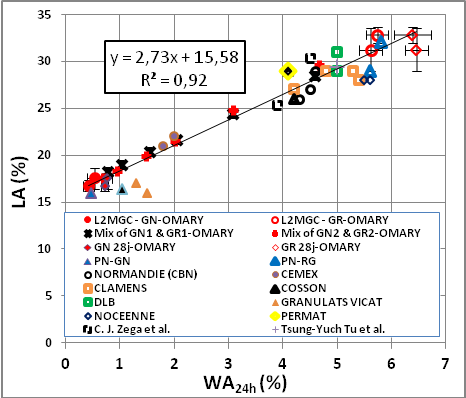 y = 2,73x + 15,58
R² = 0,92
LA (%)
35
30
25
20
15
10
5
0
L2MGC - GN-OMARY
L2MGC - GR-OMARY
Mix of GN1 & GR1-OMARY
Mix of GN2 & GR2-OMARY
GN 28j-OMARY
GR 28j-OMARY
PN-GN
PN-RG
NORMANDIE (CBN)
CEMEX
CLAMENS
COSSON
DLB
GRANULATS VICAT
NOCEENNE
PERMAT
C. J. Zega et al.
Tsung-Yuch Tu et al.
0 1 2 3 4 5 6 7
WA24h (%)